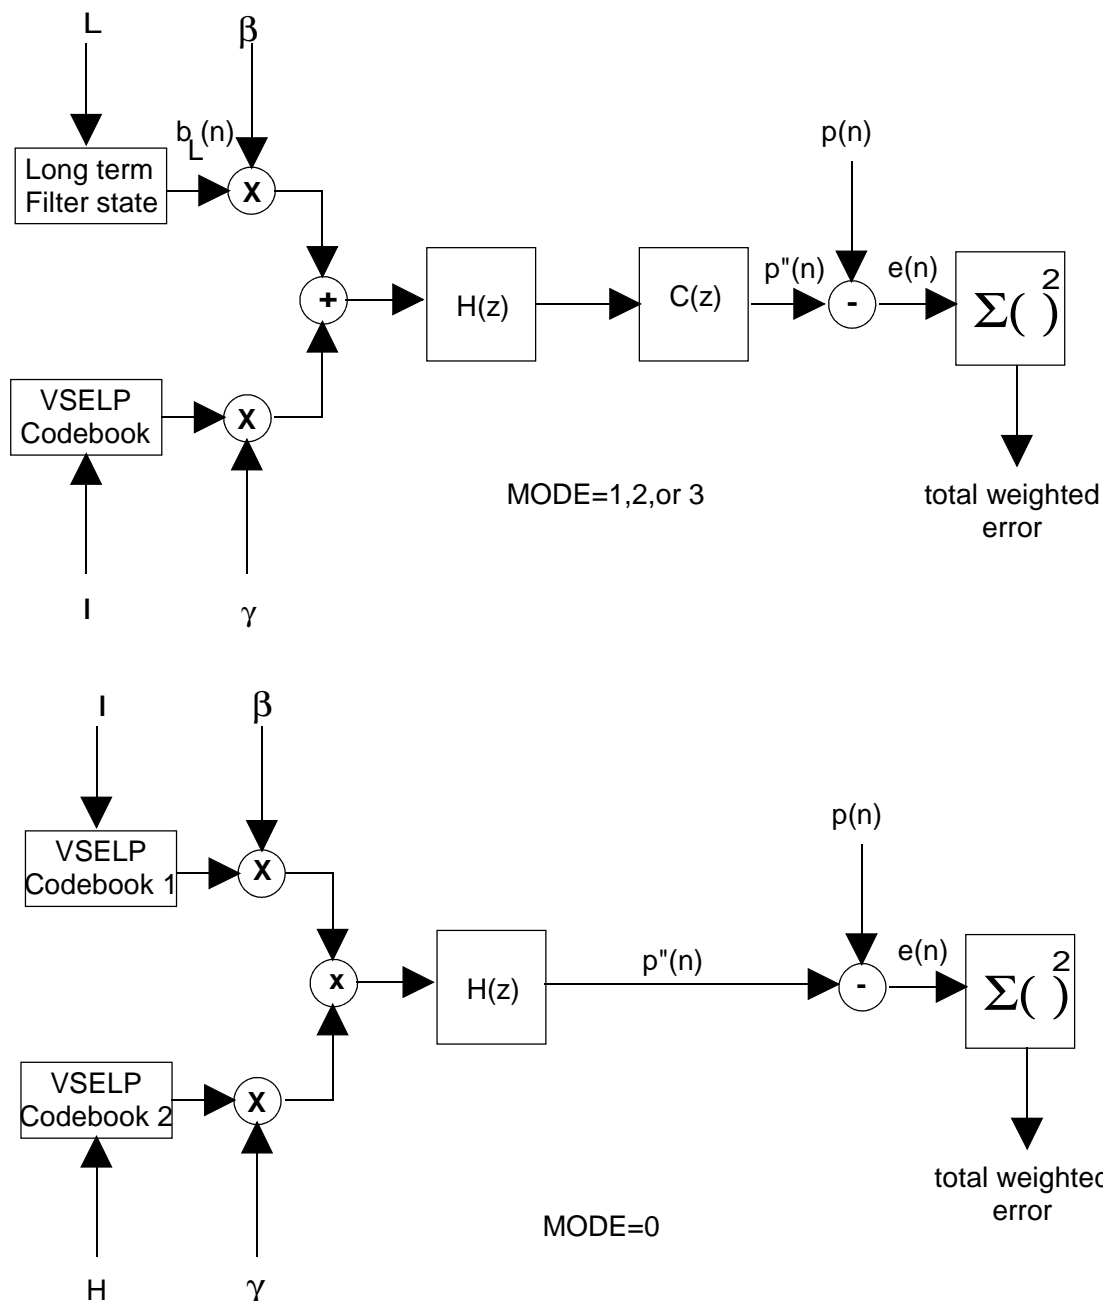 L
β
b (n)
L
p(n)
Long term
Filter state
X
p"(n)
e(n)
+
H(z)
C(z)
-
Σ( )²
VSELP
Codebook
X
MODE=1,2,or 3
total weighted
error
I
γ
I
β
p(n)
VSELP
Codebook 1
X
p"(n)
e(n)
x
H(z)
-
Σ( )²
VSELP
Codebook 2
X
total weighted
error
MODE=0
H
γ